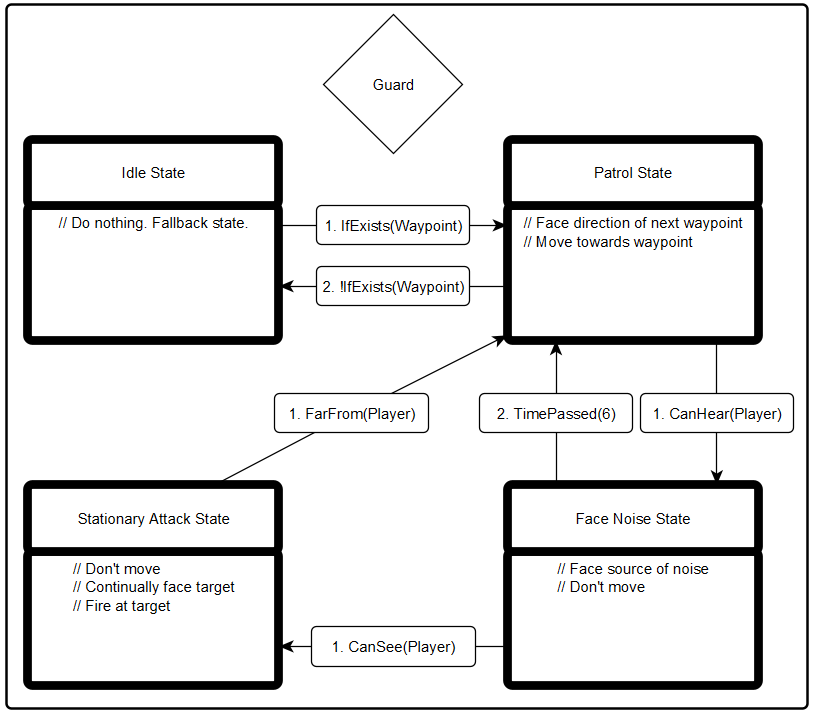 Guard
Idle State
// Do nothing. Fallback state.
Patrol State
// Face direction of next waypoint
// Move towards waypoint
1. IfExists(Waypoint)
2. !IfExists(Waypoint)
1. FarFrom(Player)
2. TimePassed(6)
1. CanHear(Player)
Stationary Attack State
// Don't move
// Continually face target
// Fire at target
Face Noise State
// Face source of noise
// Don't move
1. CanSee(Player)